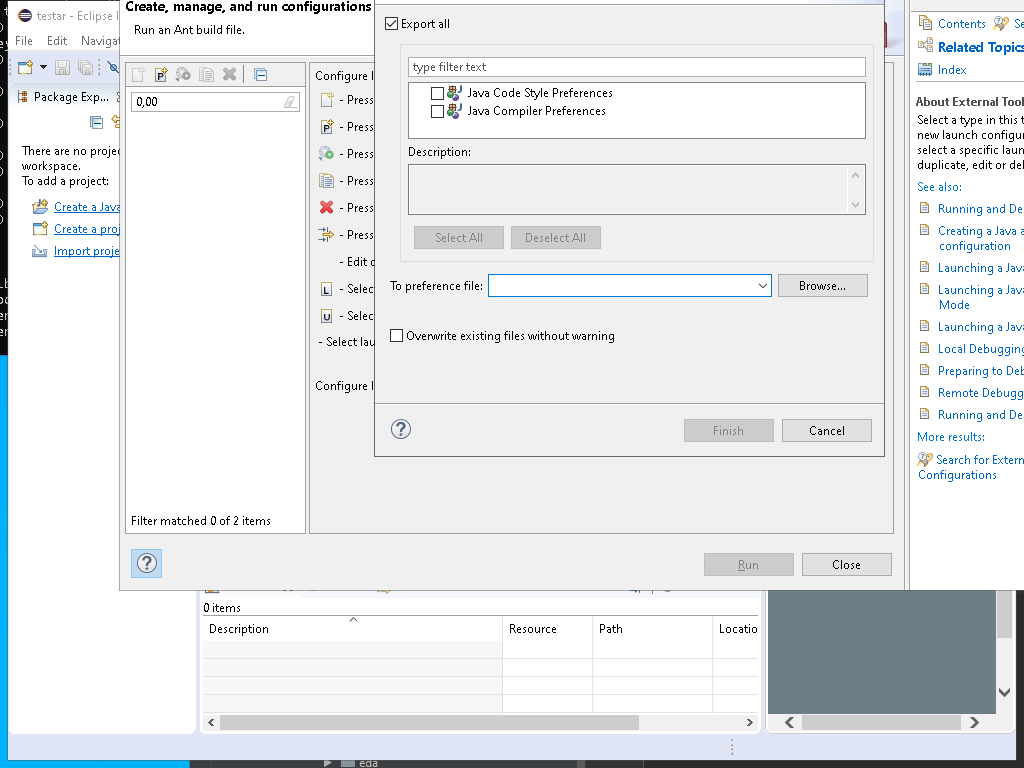 testar - Eclipse I
File Edit Navigat
Package Exp...
There are no proje
workspace.
To add a project:
Create a Java
Create a proj
Import proje
Create, manage, and run configurations
Run an Ant build file.
0,00
Filter matched 0 of 2 items
Configure l
- Press
- Press
- Press
- Press
- Press
- Press
- Edit c
- Selec
- Selec
- Select lau
Configure l
Export all
type filter text
Java Code Style Preferences
Java Compiler Preferences
Description:
Select All Deselect All
To preference file: Browse...
Overwrite existing files without warning
Finish Cancel
Run Close
Contents Se
Related Topics
Index
About External Tool
Select a type in this t
new launch configur
select a specific laun
duplicate, edit or del
See also:
Running and De
Creating a Java a
configuration
Launching a Java
Launching a Java
Mode
Launching a Java
Local Debugging
Preparing to Deb
Remote Debugg
Running and De
More results:
Search for Extern
Configurations
0 items
Description Resource Path Locatio
eda